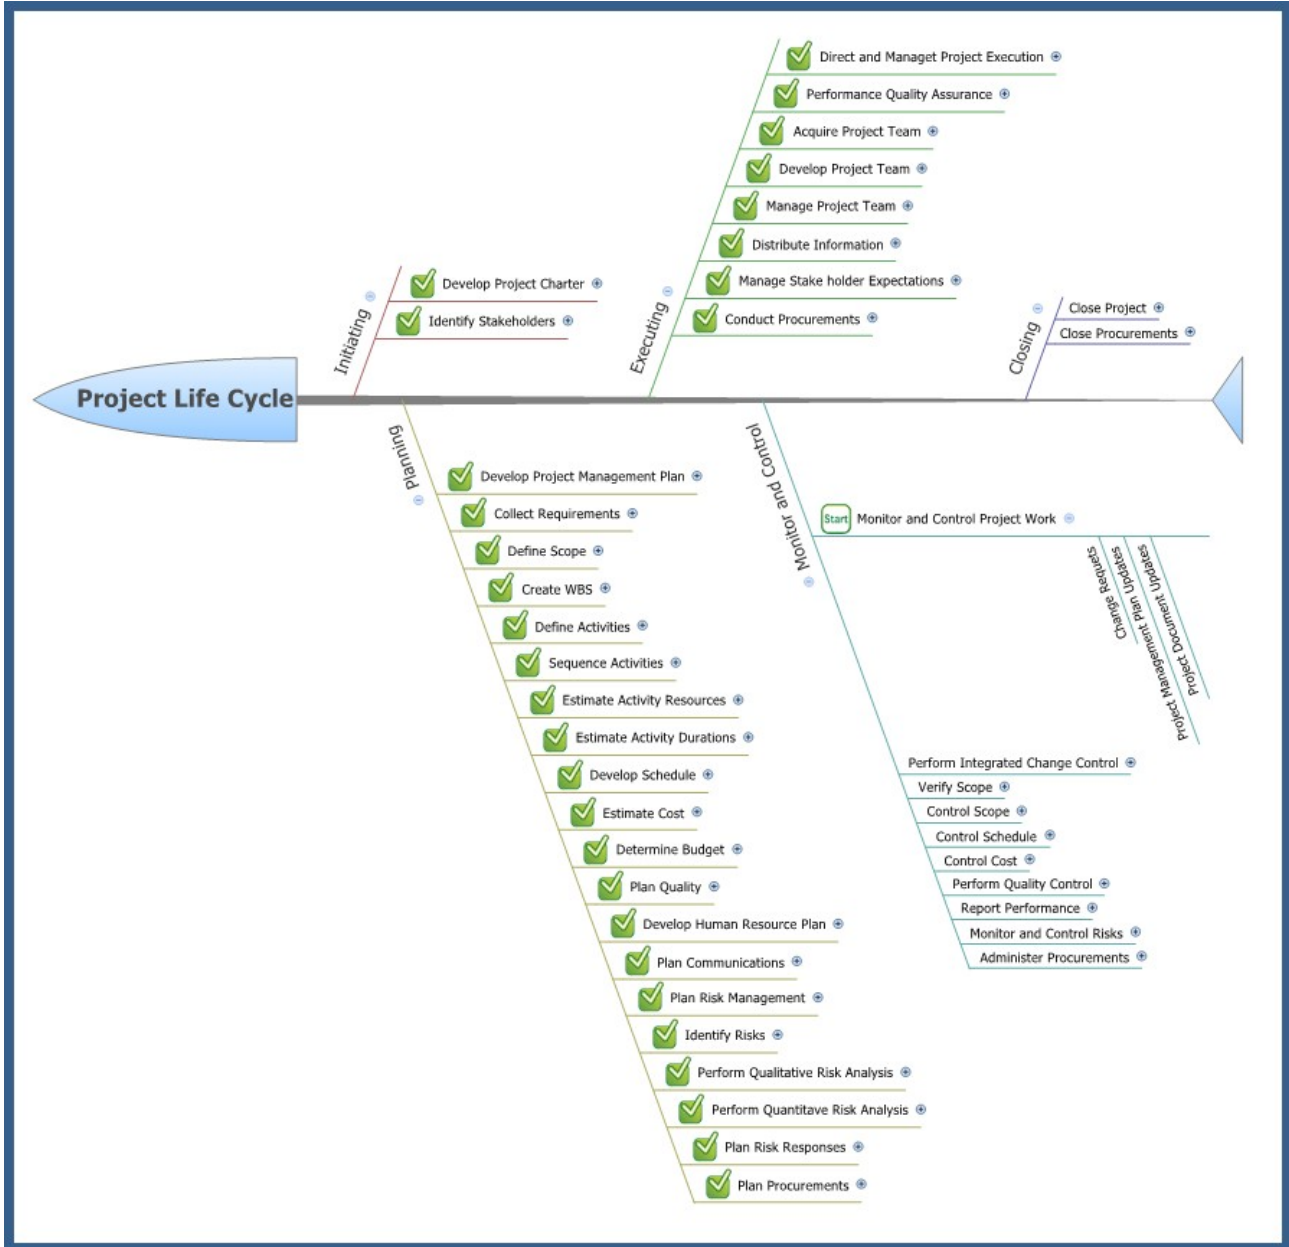 Project Life Cycle
Initiating
Develop Project Charter
Identify Stakeholders
Executing
Direct and Managet Project Execution
Performance Quality Assurance
Acquire Project Team
Develop Project Team
Manage Project Team
Distribute Information
Manage Stake holder Expectations
Conduct Procurements
Closing
Close Project
Close Procurements
Planning
Develop Project Management Plan
Collect Requirements
Define Scope
Create WBS
Define Activities
Sequence Activities
Estimate Activity Resources
Estimate Activity Durations
Develop Schedule
Estimate Cost
Determine Budget
Plan Quality
Develop Human Resource Plan
Plan Communications
Plan Risk Management
Identify Risks
Perform Qualitative Risk Analysis
Perform Quantitave Risk Analysis
Plan Risk Responses
Plan Procurements
Monitor and Control
Start Monitor and Control Project Work
Change Requets
Project Management Plan Updates
Project Document Updates
Perform Integrated Change Control
Verify Scope
Control Scope
Control Schedule
Control Cost
Perform Quality Control
Report Performance
Monitor and Control Risks
Administer Procurements